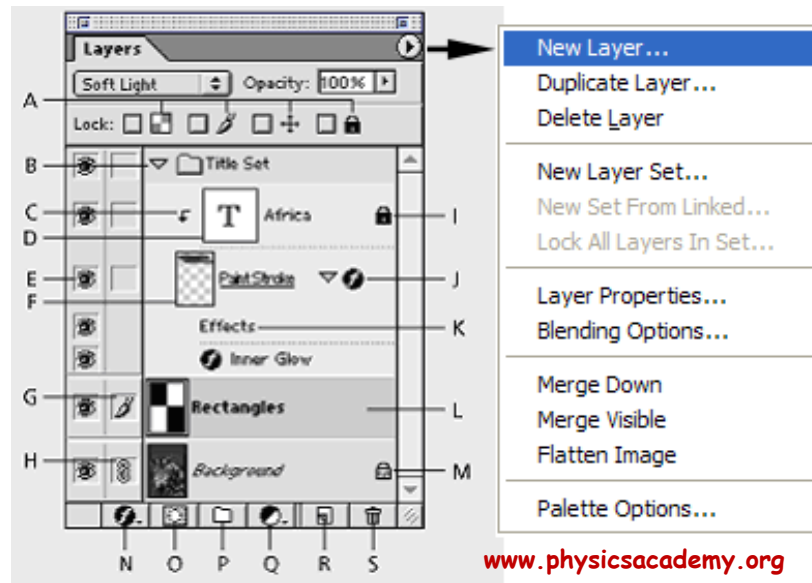 Layers
Soft Light Opacity: 100%
A
Lock:
B Title Set
C T Africa I
D
E Paint Stroke J
F
Effects K
Inner Glow
G Rectangles L
H Background M
N O P Q R S
New Layer...
Duplicate Layer...
Delete Layer
New Layer Set...
New Set From Linked...
Lock All Layers In Set...
Layer Properties...
Blending Options...
Merge Down
Merge Visible
Flatten Image
Palette Options...
www.physicsacademy.org